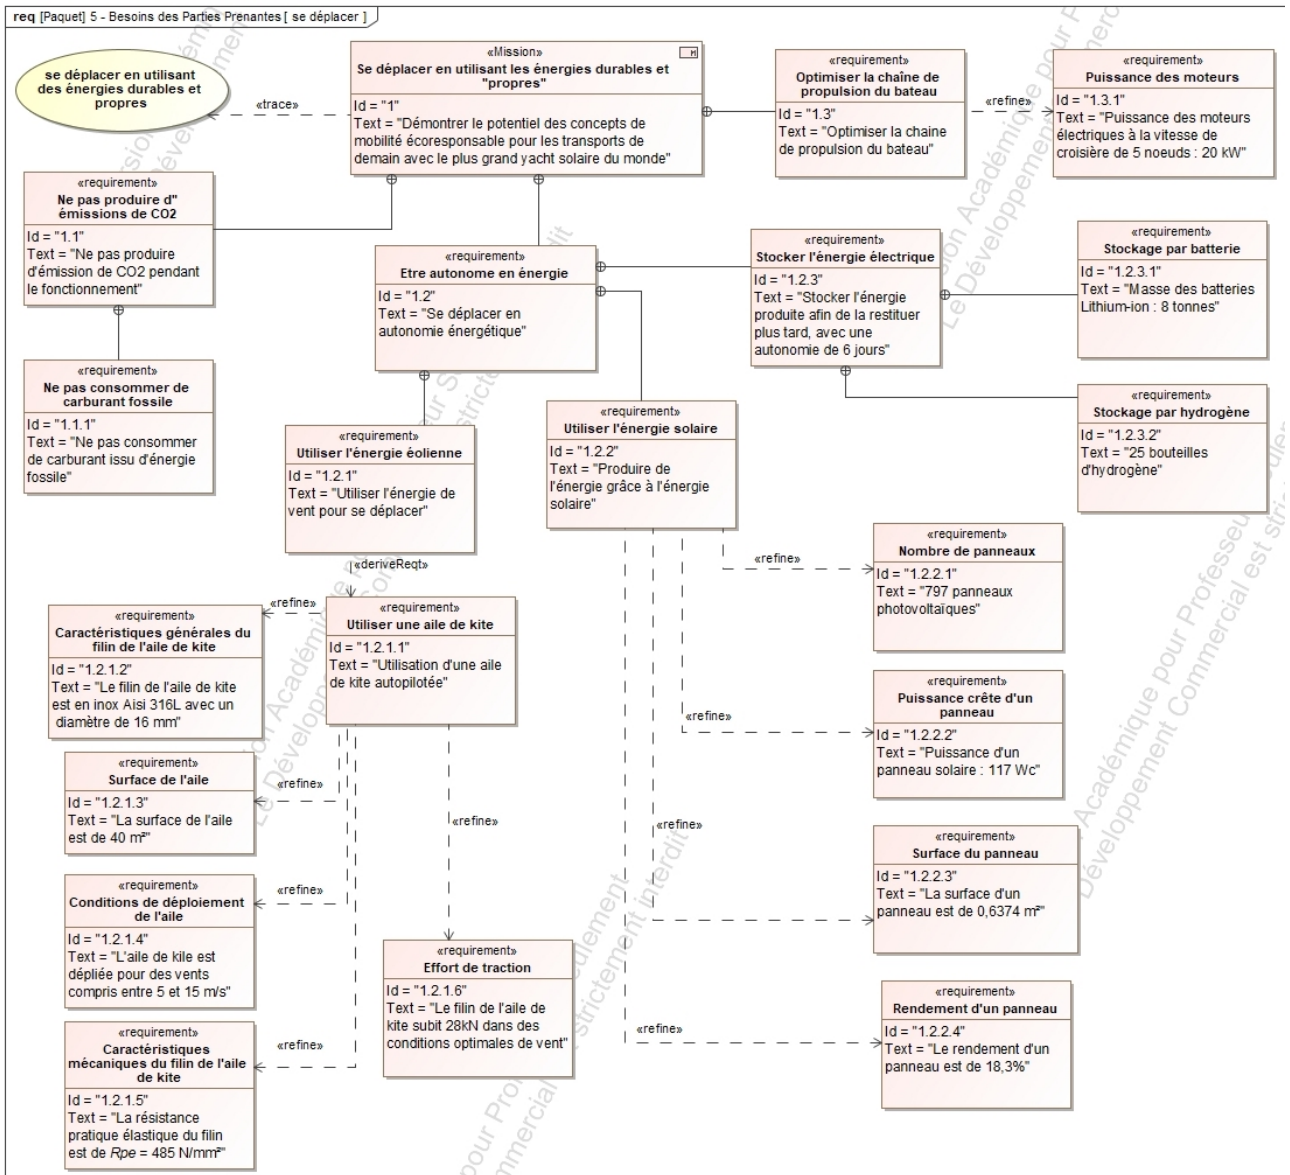 req [Paquet] 5 - Besoins des Parties Prenantes [ se déplacer ]
se déplacer en utilisant
des énergies durables et
propres
«trace»
«Mission»
Se déplacer en utilisant les énergies durables et
"propres"
Id = "1"
Text = "Démontrer le potentiel des concepts de
mobilité écoresponsable pour les transports de
demain avec le plus grand yacht solaire du monde"
«requirement»
Optimiser la chaîne de
propulsion du bateau
Id = "1.3"
Text = "Optimiser la chaine
de propulsion du bateau"
«refine»
«requirement»
Puissance des moteurs
Id = "1.3.1"
Text = "Puissance des moteurs
électriques à la vitesse de
croisière de 5 noeuds : 20 kW"
«requirement»
Ne pas produire d"
émissions de CO2
Id = "1.1"
Text = "Ne pas produire
d'émission de CO2 pendant
le fonctionnement"
«requirement»
Etre autonome en énergie
Id = "1.2"
Text = "Se déplacer en
autonomie énergétique"
«requirement»
Stocker l'énergie électrique
Id = "1.2.3"
Text = "Stocker l'énergie
produite afin de la restituer
plus tard, avec une
autonomie de 6 jours"
«requirement»
Stockage par batterie
Id = "1.2.3.1"
Text = "Masse des batteries
Lithium-ion : 8 tonnes"
«requirement»
Ne pas consommer de
carburant fossile
Id = "1.1.1"
Text = "Ne pas consommer
de carburant issu d'énergie
fossile"
«requirement»
Stockage par hydrogène
Id = "1.2.3.2"
Text = "25 bouteilles
d'hydrogène"
«requirement»
Utiliser l'énergie éolienne
Id = "1.2.1"
Text = "Utiliser l'énergie de
vent pour se déplacer"
«requirement»
Utiliser l'énergie solaire
Id = "1.2.2"
Text = "Produire de
l'énergie grâce à l'énergie
solaire"
«deriveReqt»
«refine»
«requirement»
Nombre de panneaux
Id = "1.2.2.1"
Text = "797 panneaux
photovoltaïques"
«requirement»
Caractéristiques générales du
filin de l'aile de kite
Id = "1.2.1.2"
Text = "Le filin de l'aile de kite
est en inox Aisi 316L avec un
diamètre de 16 mm"
«refine»
«requirement»
Utiliser une aile de kite
Id = "1.2.1.1"
Text = "Utilisation d'une aile
de kite autopilotée"
«refine»
«requirement»
Puissance crête d'un
panneau
Id = "1.2.2.2"
Text = "Puissance d'un
panneau solaire : 117 Wc"
«requirement»
Surface de l'aile
Id = "1.2.1.3"
Text = "La surface de l'aile
est de 40 m²"
«refine»
«refine»
«refine»
«requirement»
Surface du panneau
Id = "1.2.2.3"
Text = "La surface d'un
panneau est de 0,6374 m²"
«requirement»
Conditions de déploiement
de l'aile
Id = "1.2.1.4"
Text = "L'aile de kile est
dépliée pour des vents
compris entre 5 et 15 m/s"
«refine»
«requirement»
Effort de traction
Id = "1.2.1.6"
Text = "Le filin de l'aile de
kite subit 28kN dans des
conditions optimales de vent"
«refine»
«requirement»
Rendement d'un panneau
Id = "1.2.2.4"
Text = "Le rendement d'un
panneau est de 18,3%"
«requirement»
Caractéristiques
mécaniques du filin de l'aile
de kite
Id = "1.2.1.5"
Text = "La résistance
pratique élastique du filin
est de Rpe = 485 N/mm²"
«refine»